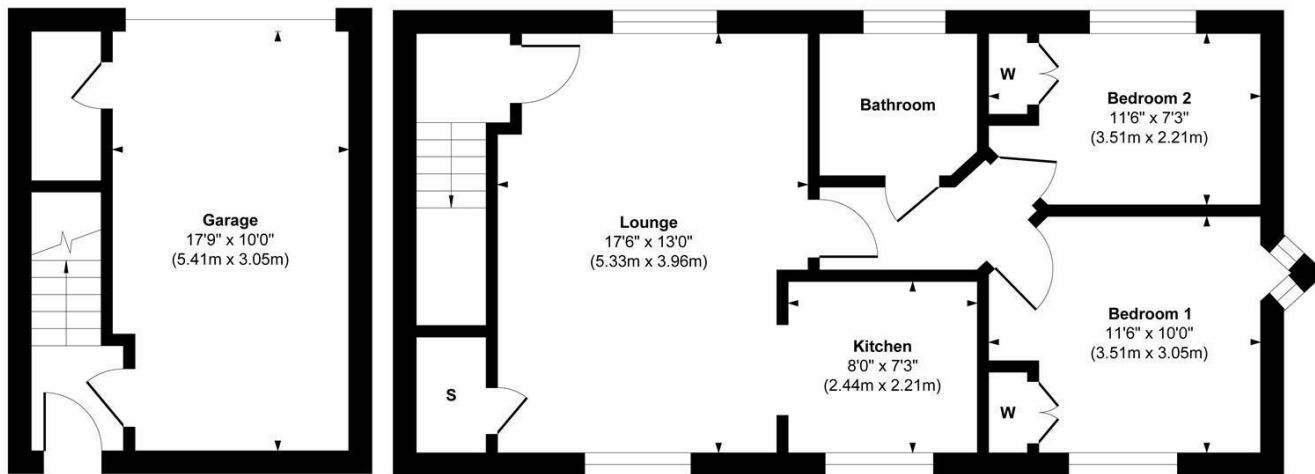 Garage
17'9" x 10'0"
(5.41m x 3.05m)
S
Lounge
17'6" x 13'0"
(5.33m x 3.96m)
Bathroom
Kitchen
8'0" x 7'3"
(2.44m x 2.21m)
W
Bedroom 2
11'6" x 7'3"
(3.51m x 2.21m)
Bedroom 1
11'6" x 10'0"
(3.51m x 3.05m)
W